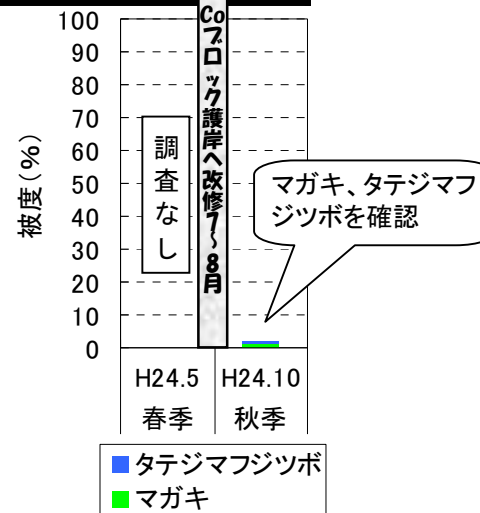 100
90
80
70
60
50
40
30
20
10
0
被度(%)
調査なし
Coブロック護岸へ改修7~8月
マガキ、タテジマフ
ジツボを確認
H24.5 H24.10
春季 秋季
タテジマフジツボ
マガキ